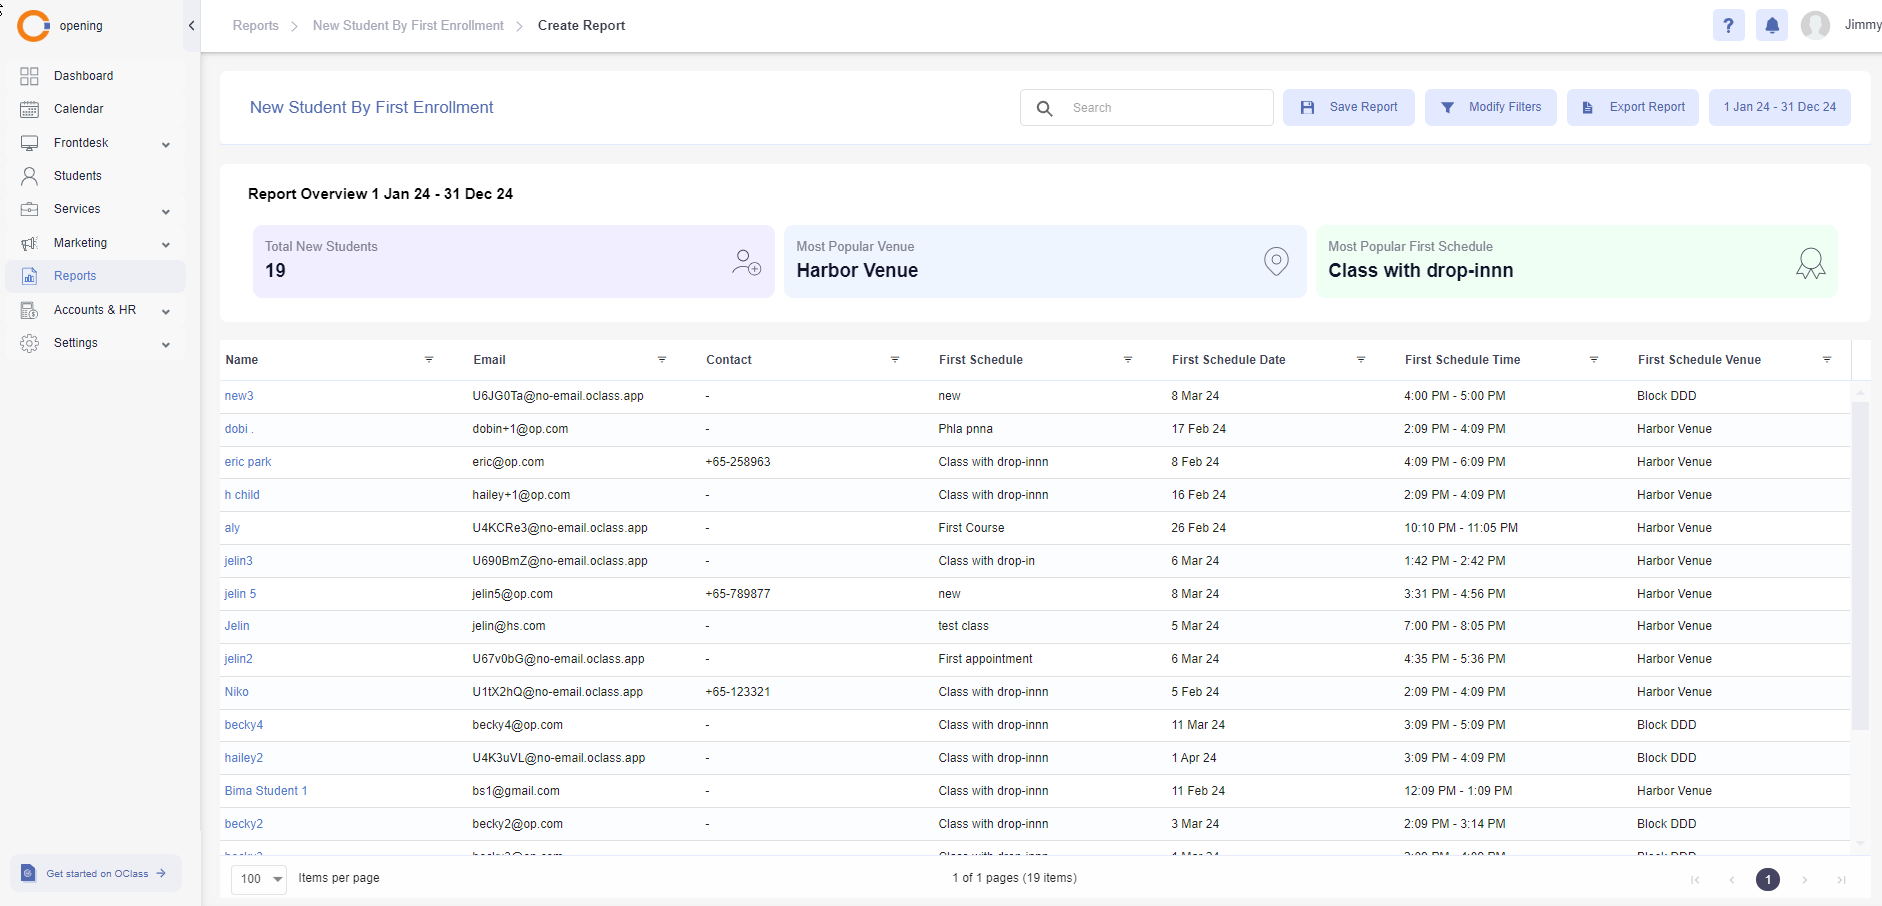 opening
Reports
New Student By First Enrollment
Create Report
?
Jimmy
Dashboard
Calendar
Frontdesk
Students
Services
Marketing
Reports
Accounts & HR
Settings
Get started on OClass
New Student By First Enrollment
Search
Save Report
Modify Filters
Export Report
1 Jan 24 - 31 Dec 24
Report Overview 1 Jan 24 - 31 Dec 24
Total New Students
19
Most Popular Venue
Harbor Venue
Most Popular First Schedule
Class with drop-innn
Name Email Contact First Schedule First Schedule Date First Schedule Time First Schedule Venue
new3 U6JG0Ta@no-email.oclass.app - new 8 Mar 24 4:00 PM - 5:00 PM Block DDD
dobi . dobin+1@op.com - Phla pnna 17 Feb 24 2:09 PM - 4:09 PM Harbor Venue
eric park eric@op.com +65-258963 Class with drop-innn 8 Feb 24 4:09 PM - 6:09 PM Harbor Venue
h child hailey+1@op.com - Class with drop-innn 16 Feb 24 2:09 PM - 4:09 PM Harbor Venue
aly U4KCRe3@no-email.oclass.app - First Course 26 Feb 24 10:10 PM - 11:05 PM Harbor Venue
jelin3 U690BmZ@no-email.oclass.app - Class with drop-in 6 Mar 24 1:42 PM - 2:42 PM Harbor Venue
jelin 5 jelin5@op.com +65-789877 new 8 Mar 24 3:31 PM - 4:56 PM Harbor Venue
Jelin jelin@hs.com - test class 5 Mar 24 7:00 PM - 8:05 PM Harbor Venue
jelin2 U67v0bG@no-email.oclass.app - First appointment 6 Mar 24 4:35 PM - 5:36 PM Harbor Venue
Niko U1tX2hQ@no-email.oclass.app +65-123321 Class with drop-innn 5 Feb 24 2:09 PM - 4:09 PM Harbor Venue
becky4 becky4@op.com - Class with drop-innn 11 Mar 24 3:09 PM - 5:09 PM Block DDD
hailey2 U4K3uVL@no-email.oclass.app - Class with drop-innn 1 Apr 24 3:09 PM - 4:09 PM Block DDD
Bima Student 1 bs1@gmail.com - Class with drop-innn 11 Feb 24 12:09 PM - 1:09 PM Harbor Venue
becky2 becky2@op.com - Class with drop-innn 3 Mar 24 2:09 PM - 3:14 PM Block DDD
100 Items per page
1 of 1 pages (19 items)
1